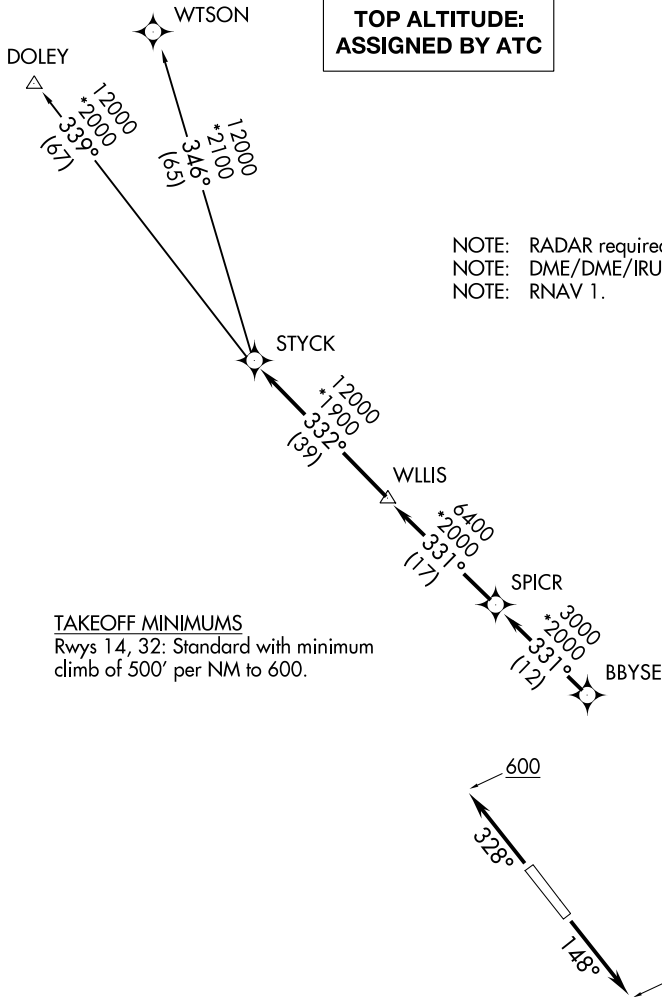 TOP ALTITUDE:
ASSIGNED BY ATC
WTSON
DOLEY
12000
*2000
339°
(67)
12000
*2100
346°
(65)
NOTE: RADAR required
NOTE: DME/DME/IRU
NOTE: RNAV 1.
STYCK
12000
*1900
332°
(39)
WLLIS
6400
*2000
331°
(17)
SPICR
3000
*2000
331°
(12)
BBYSE
TAKEOFF MINIMUMS
Rwys 14, 32: Standard with minimum
climb of 500' per NM to 600.
600
328°
148°